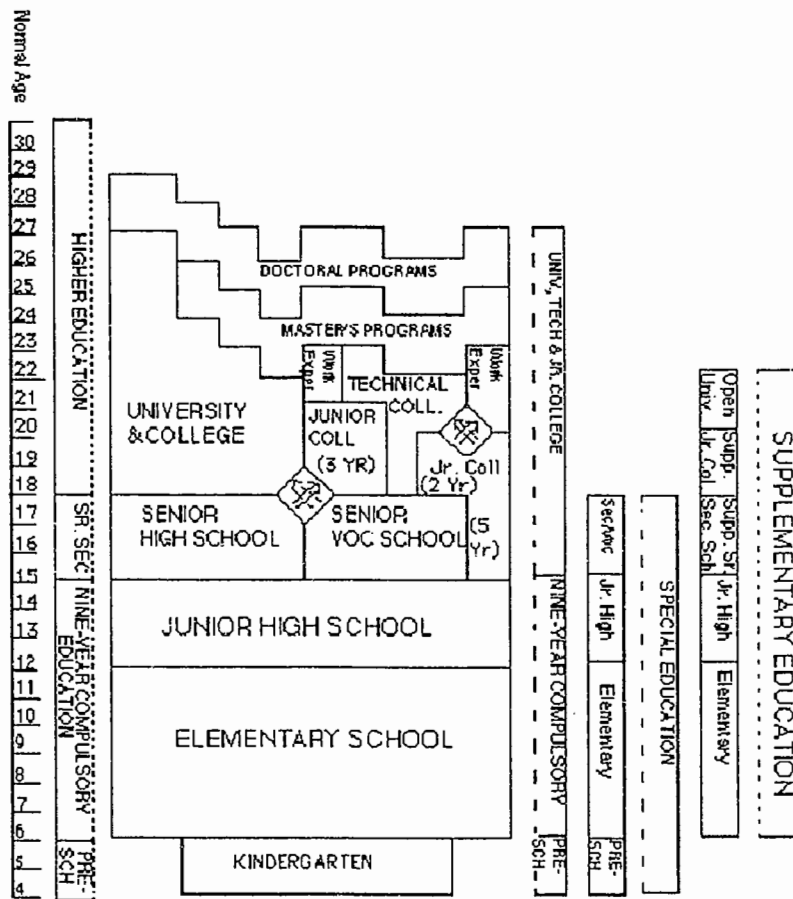 Normal Age
30
29
28
27
26
25
24
23
22
21
20
19
18
17
16
15
14
13
12
11
10
9
8
7
6
5
4
HIGHER EDUCATION
SR. SEC
NINE-YEAR COMPULSORY
EDUCATION
PRE-
SCH
DOCTORAL PROGRAMS
MASTER'S PROGRAMS
Work
Exper
Work
Exper
TECHNICAL
COLL.
UNIVERSITY
& COLLEGE
JUNIOR
COLL
(3 YR)
Jr. Coll
(2 Yr)
SENIOR
HIGH SCHOOL
SENIOR
VOC SCHOOL
(5
Yr)
JUNIOR HIGH SCHOOL
ELEMENTARY SCHOOL
KINDERGARTEN
UNIV, TECH & JR. COLLEGE
NINE-YEAR COMPULSORY
PRE-
SCH
Sec/Voc
Jr. High
Elementary
PRE-
SCH
SPECIAL EDUCATION
Open
Univ.
Supp.
Jr. Col.
Supp. Sr.
Sec. Sch
Jr. High
Elementary
SUPPLEMENTARY EDUCATION